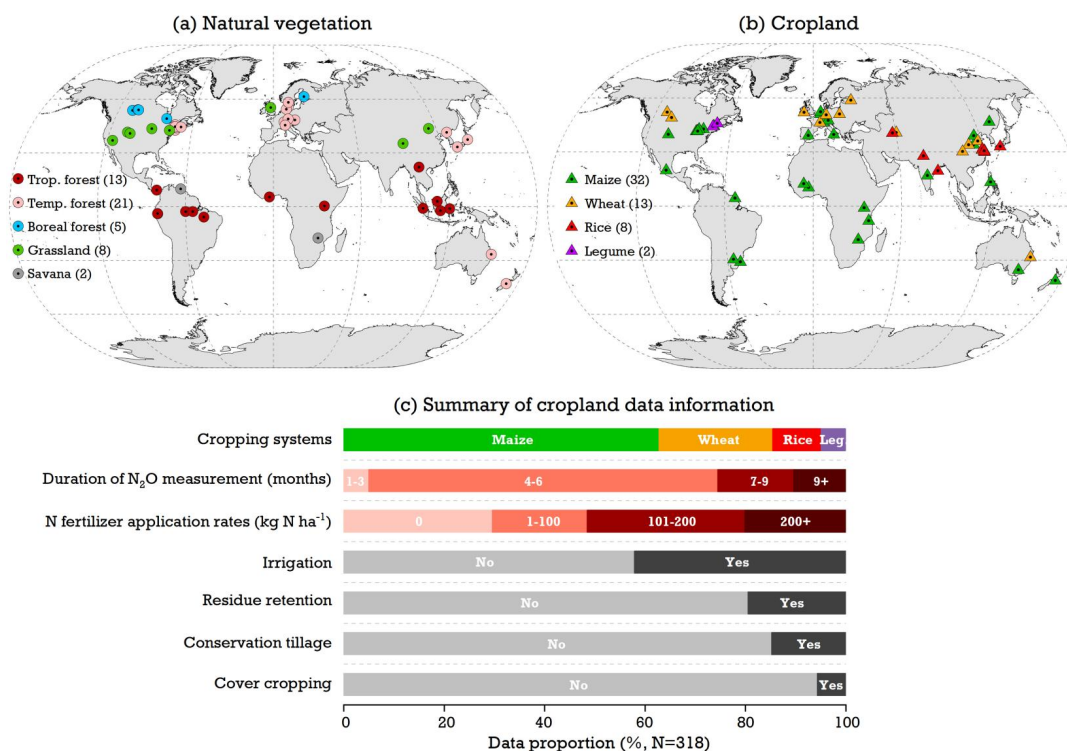 (a) Natural vegetation
(b) Cropland
Trop. forest (13)
Temp. forest (21)
Boreal forest (5)
Grassland (8)
Savana (2)
Maize (32)
Wheat (13)
Rice (8)
Legume (2)
(c) Summary of cropland data information
Cropping systems Maize Wheat Rice Leg
Duration of N₂O measurement (months) 1-3 4-6 7-9 9+
N fertilizer application rates (kg N ha⁻¹) 0 1-100 101-200 200+
Irrigation No Yes
Residue retention No Yes
Conservation tillage No Yes
Cover cropping No Yes
0 20 40 60 80 100
Data proportion (%, N=318)